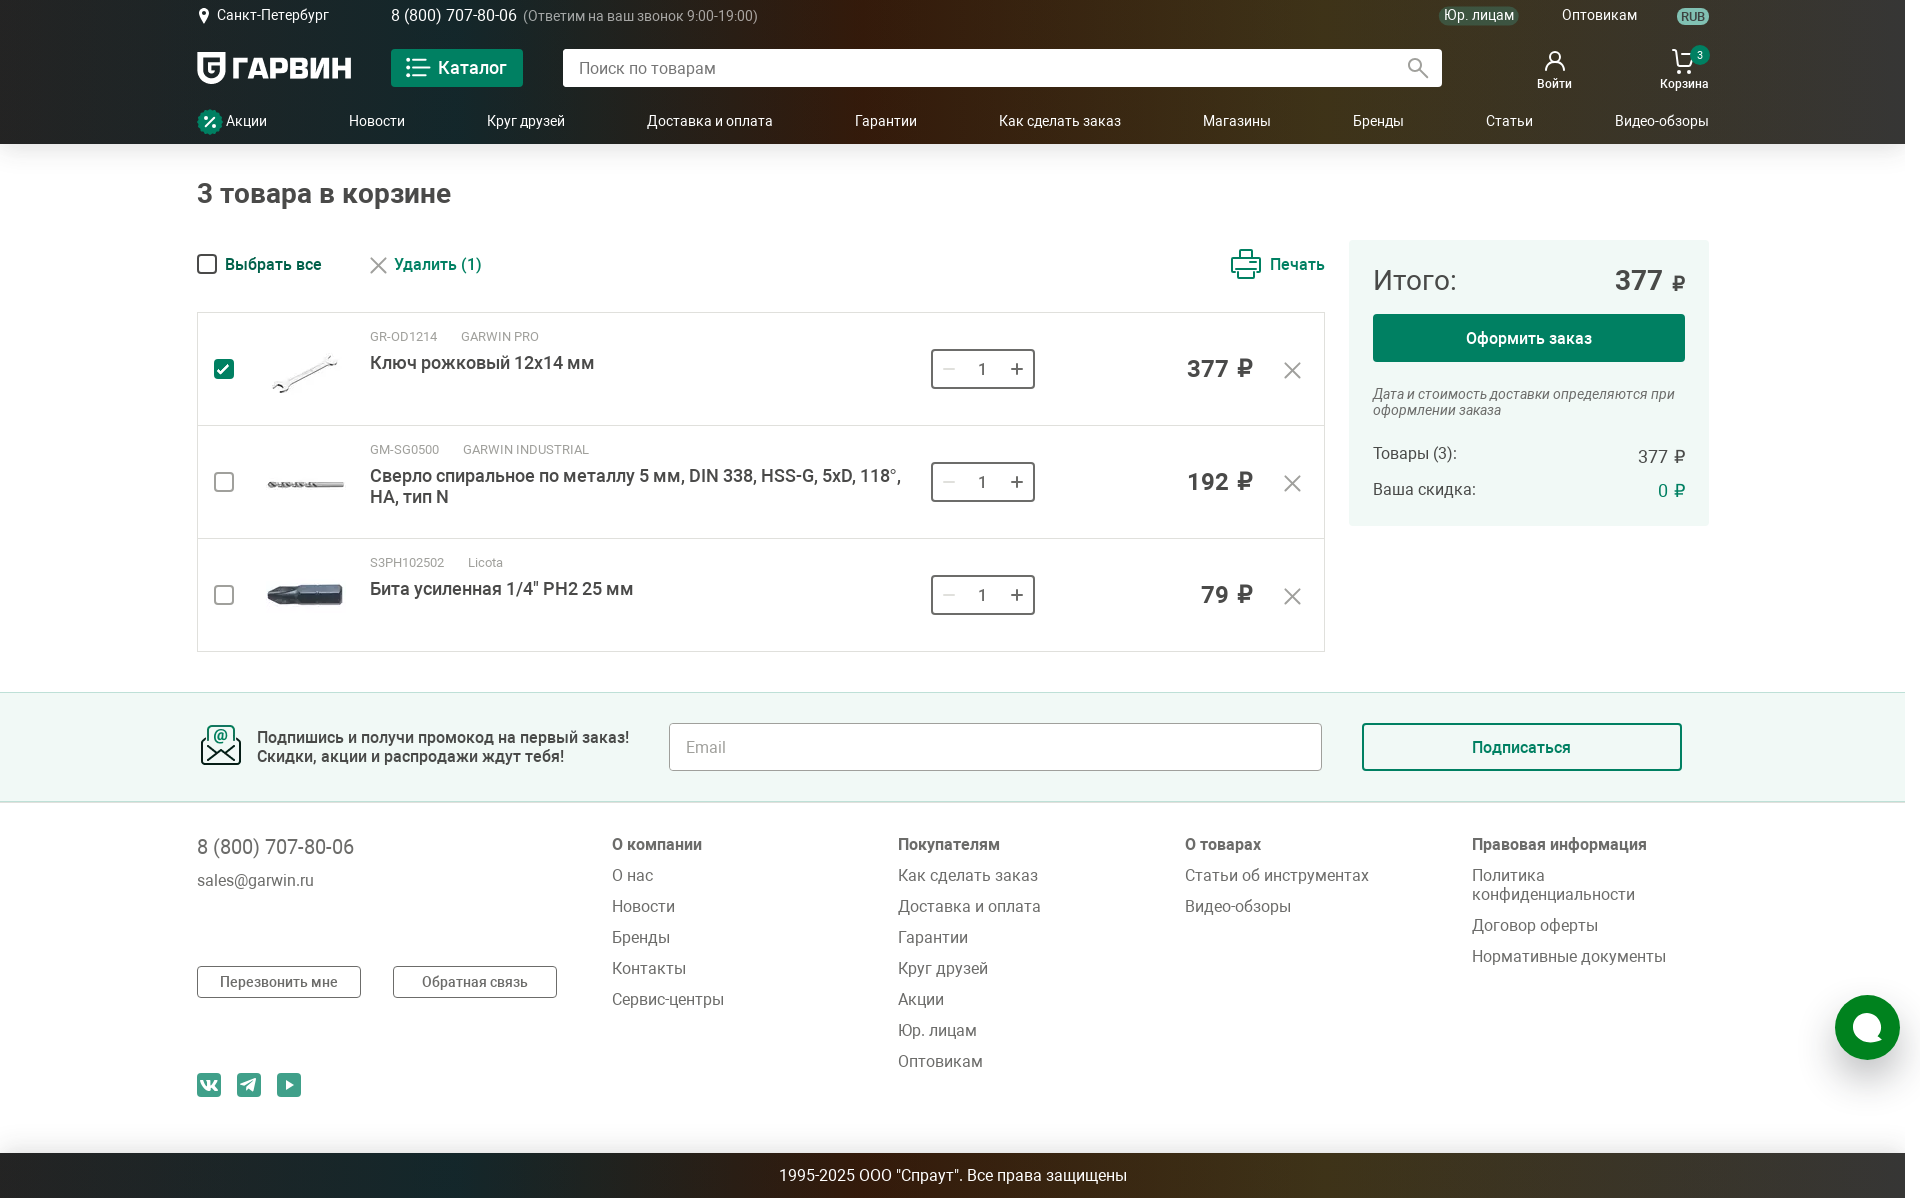 Санкт-Петербург
8 (800) 707-80-06 (Ответим на ваш звонок 9:00-19:00)
Юр. лицам
Оптовикам
RUB
ГАРВИН
Каталог
Поиск по товарам
Войти
3
Корзина
Акции
Новости
Круг друзей
Доставка и оплата
Гарантии
Как сделать заказ
Магазины
Бренды
Статьи
Видео-обзоры
3 товара в корзине
Выбрать все
Удалить (1)
Печать
GR-OD1214 GARWIN PRO
Ключ рожковый 12х14 мм
1
377 ₽
GM-SG0500 GARWIN INDUSTRIAL
Сверло спиральное по металлу 5 мм, DIN 338, HSS-G, 5xD, 118°,
НА, тип N
1
192 ₽
S3PH102502 Licota
Бита усиленная 1/4" PH2 25 мм
1
79 ₽
Итого: 377 ₽
Оформить заказ
Дата и стоимость доставки определяются при
оформлении заказа
Товары (3): 377 ₽
Ваша скидка: 0 ₽
Подпишись и получи промокод на первый заказ!
Скидки, акции и распродажи ждут тебя!
Email
Подписаться
8 (800) 707-80-06
sales@garwin.ru
Перезвонить мне
Обратная связь
О компании
О нас
Новости
Бренды
Контакты
Сервис-центры
Покупателям
Как сделать заказ
Доставка и оплата
Гарантии
Круг друзей
Акции
Юр. лицам
Оптовикам
О товарах
Статьи об инструментах
Видео-обзоры
Правовая информация
Политика
конфиденциальности
Договор оферты
Нормативные документы
1995-2025 ООО "Спраут". Все права защищены